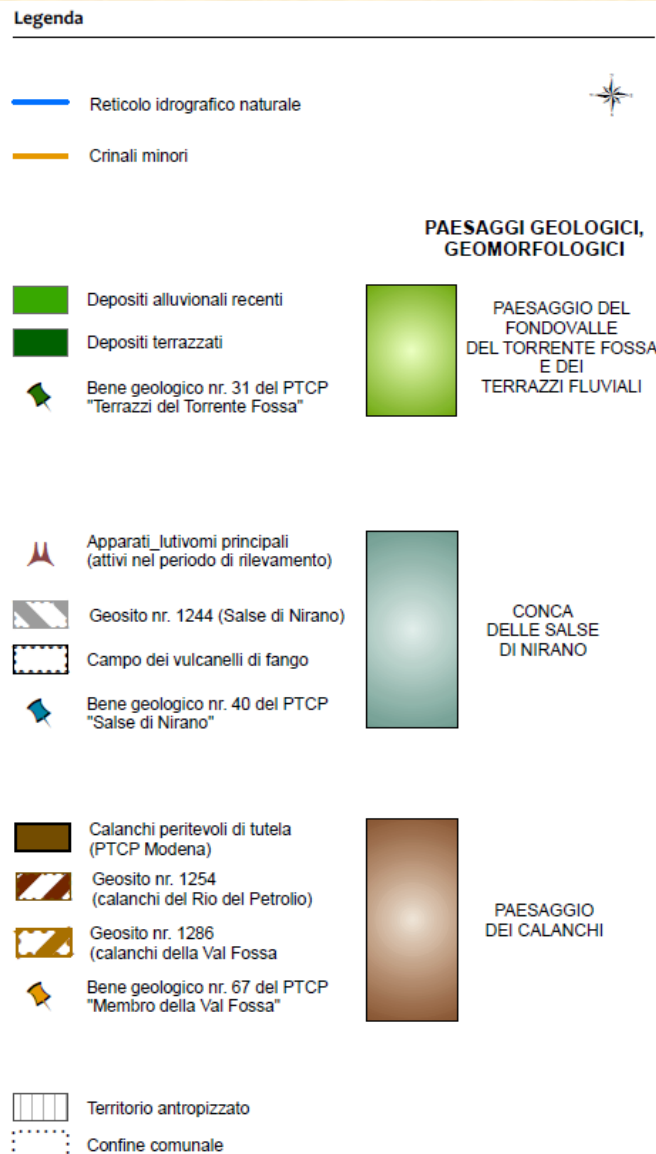 Legenda
Reticolo idrografico naturale
Crinali minori
PAESAGGI GEOLOGICI,
GEOMORFOLOGICI
Depositi alluvionali recenti
Depositi terrazzati
Bene geologico nr. 31 del PTCP
"Terrazzi del Torrente Fossa"
PAESAGGIO DEL
FONDOVALLE
DEL TORRENTE FOSSA
E DEI
TERRAZZI FLUVIALI
Apparati_lutivomi principali
(attivi nel periodo di rilevamento)
Geosito nr. 1244 (Salse di Nirano)
Campo dei vulcanelli di fango
Bene geologico nr. 40 del PTCP
"Salse di Nirano"
CONCA
DELLE SALSE
DI NIRANO
Calanchi peritevoli di tutela
(PTCP Modena)
Geosito nr. 1254
(calanchi del Rio del Petrolio)
Geosito nr. 1286
(calanchi della Val Fossa
Bene geologico nr. 67 del PTCP
"Membro della Val Fossa"
PAESAGGIO
DEI CALANCHI
Territorio antropizzato
Confine comunale